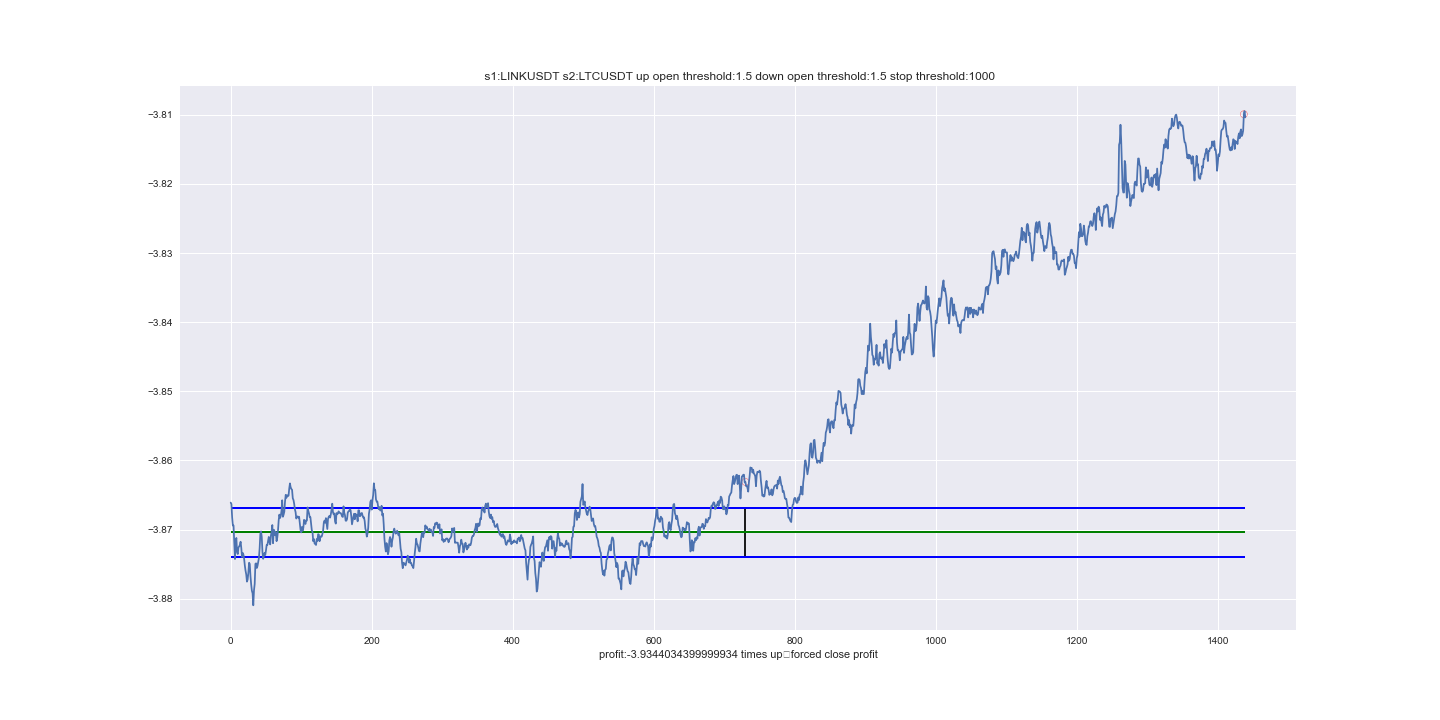 s1:LINKUSDT s2:LTCUSDT up open threshold:1.5 down open threshold:1.5 stop threshold:1000
−3.81
−3.82
−3.83
−3.84
−3.85
−3.86
−3.87
−3.88
0 200 400 600 800 1000 1200 1400
profit:-3.9344034399999934 times up□forced close profit